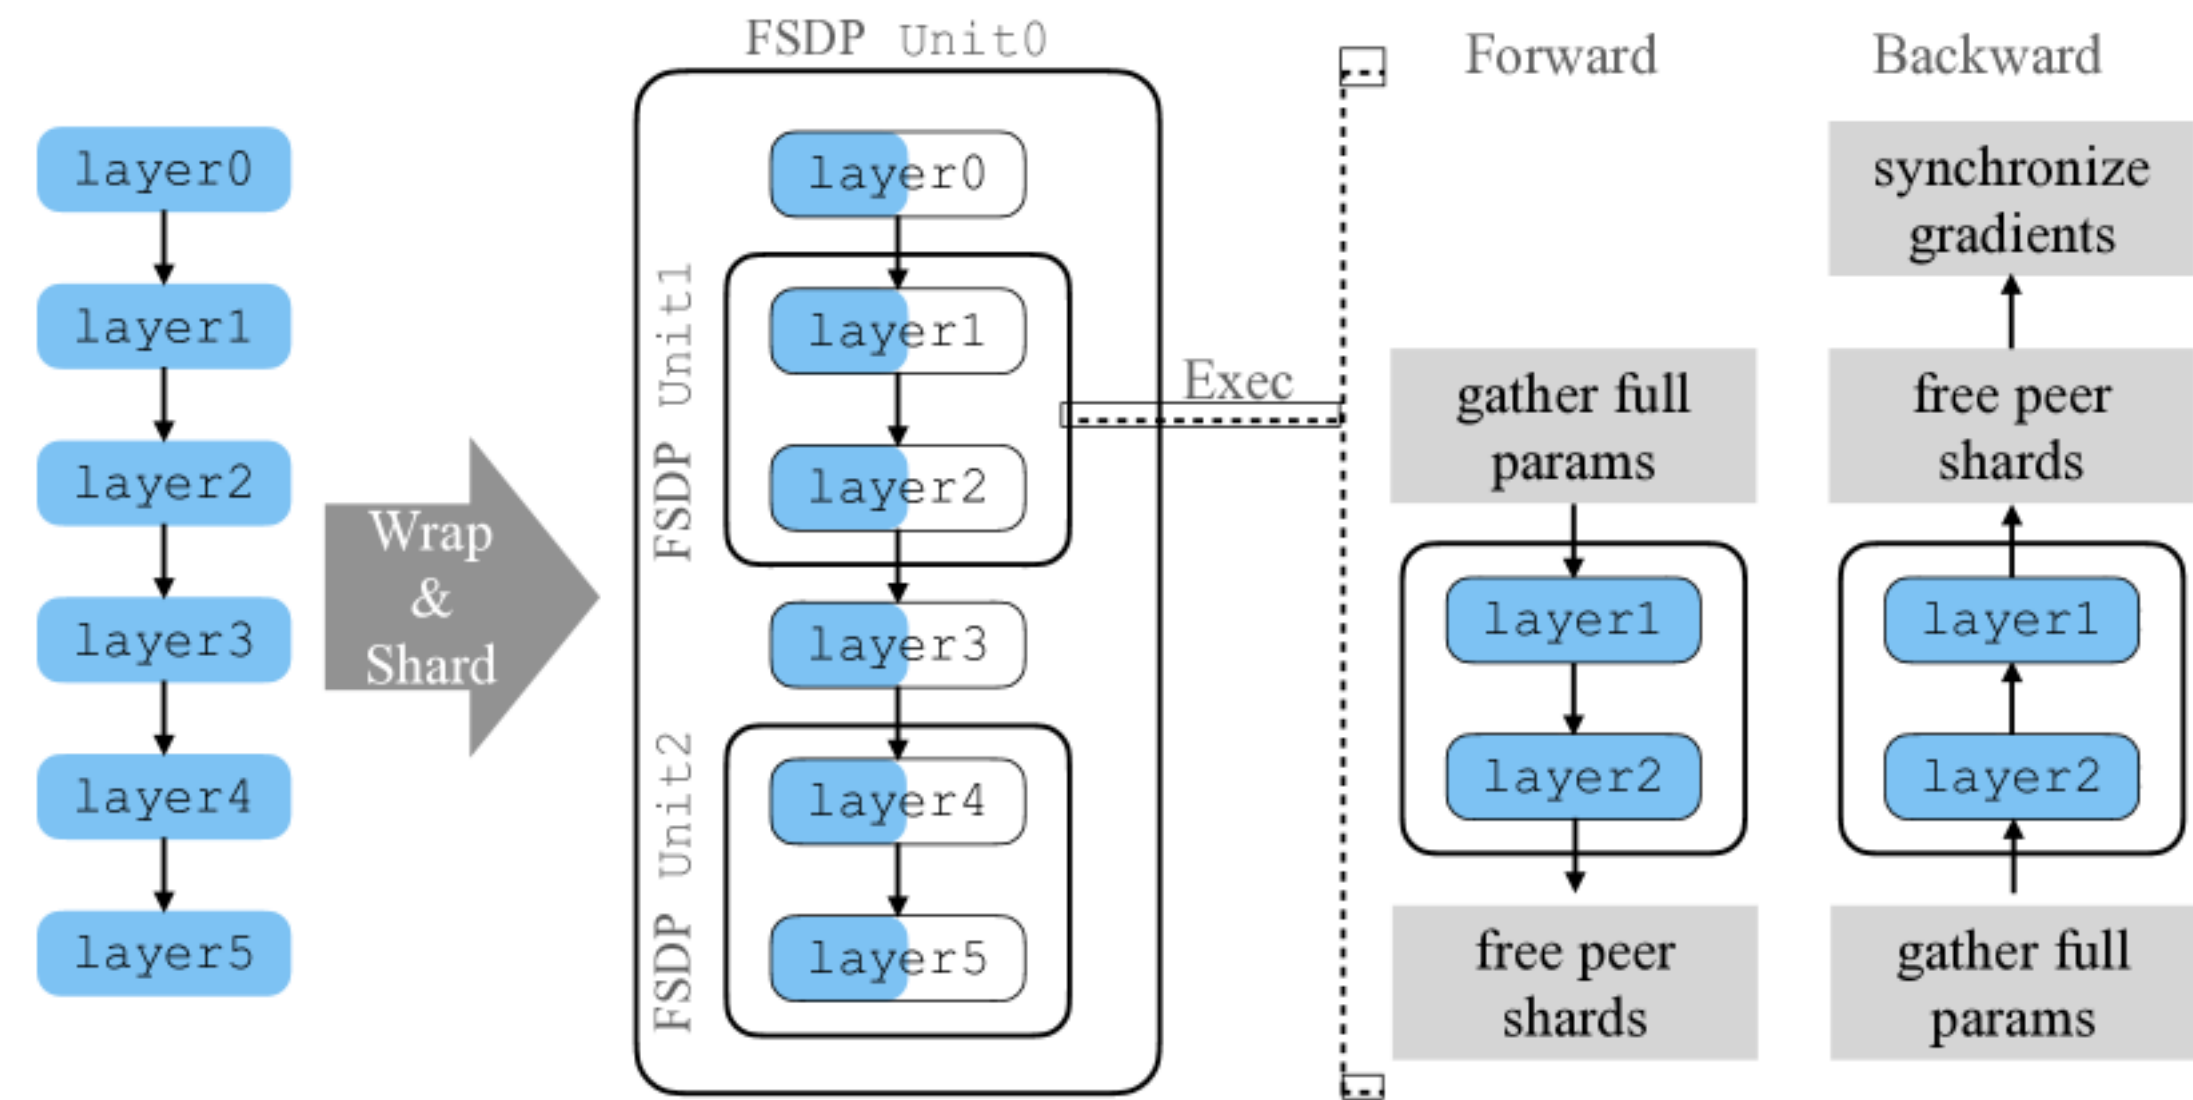 layer0
layer1
layer2
layer3
layer4
layer5
Wrap
&
Shard
FSDP Unit0
layer0
FSDP Unit1
layer1
layer2
layer3
FSDP Unit2
layer4
layer5
Exec
Forward
gather full
params
layer1
layer2
free peer
shards
Backward
synchronize
gradients
free peer
shards
layer1
layer2
gather full
params